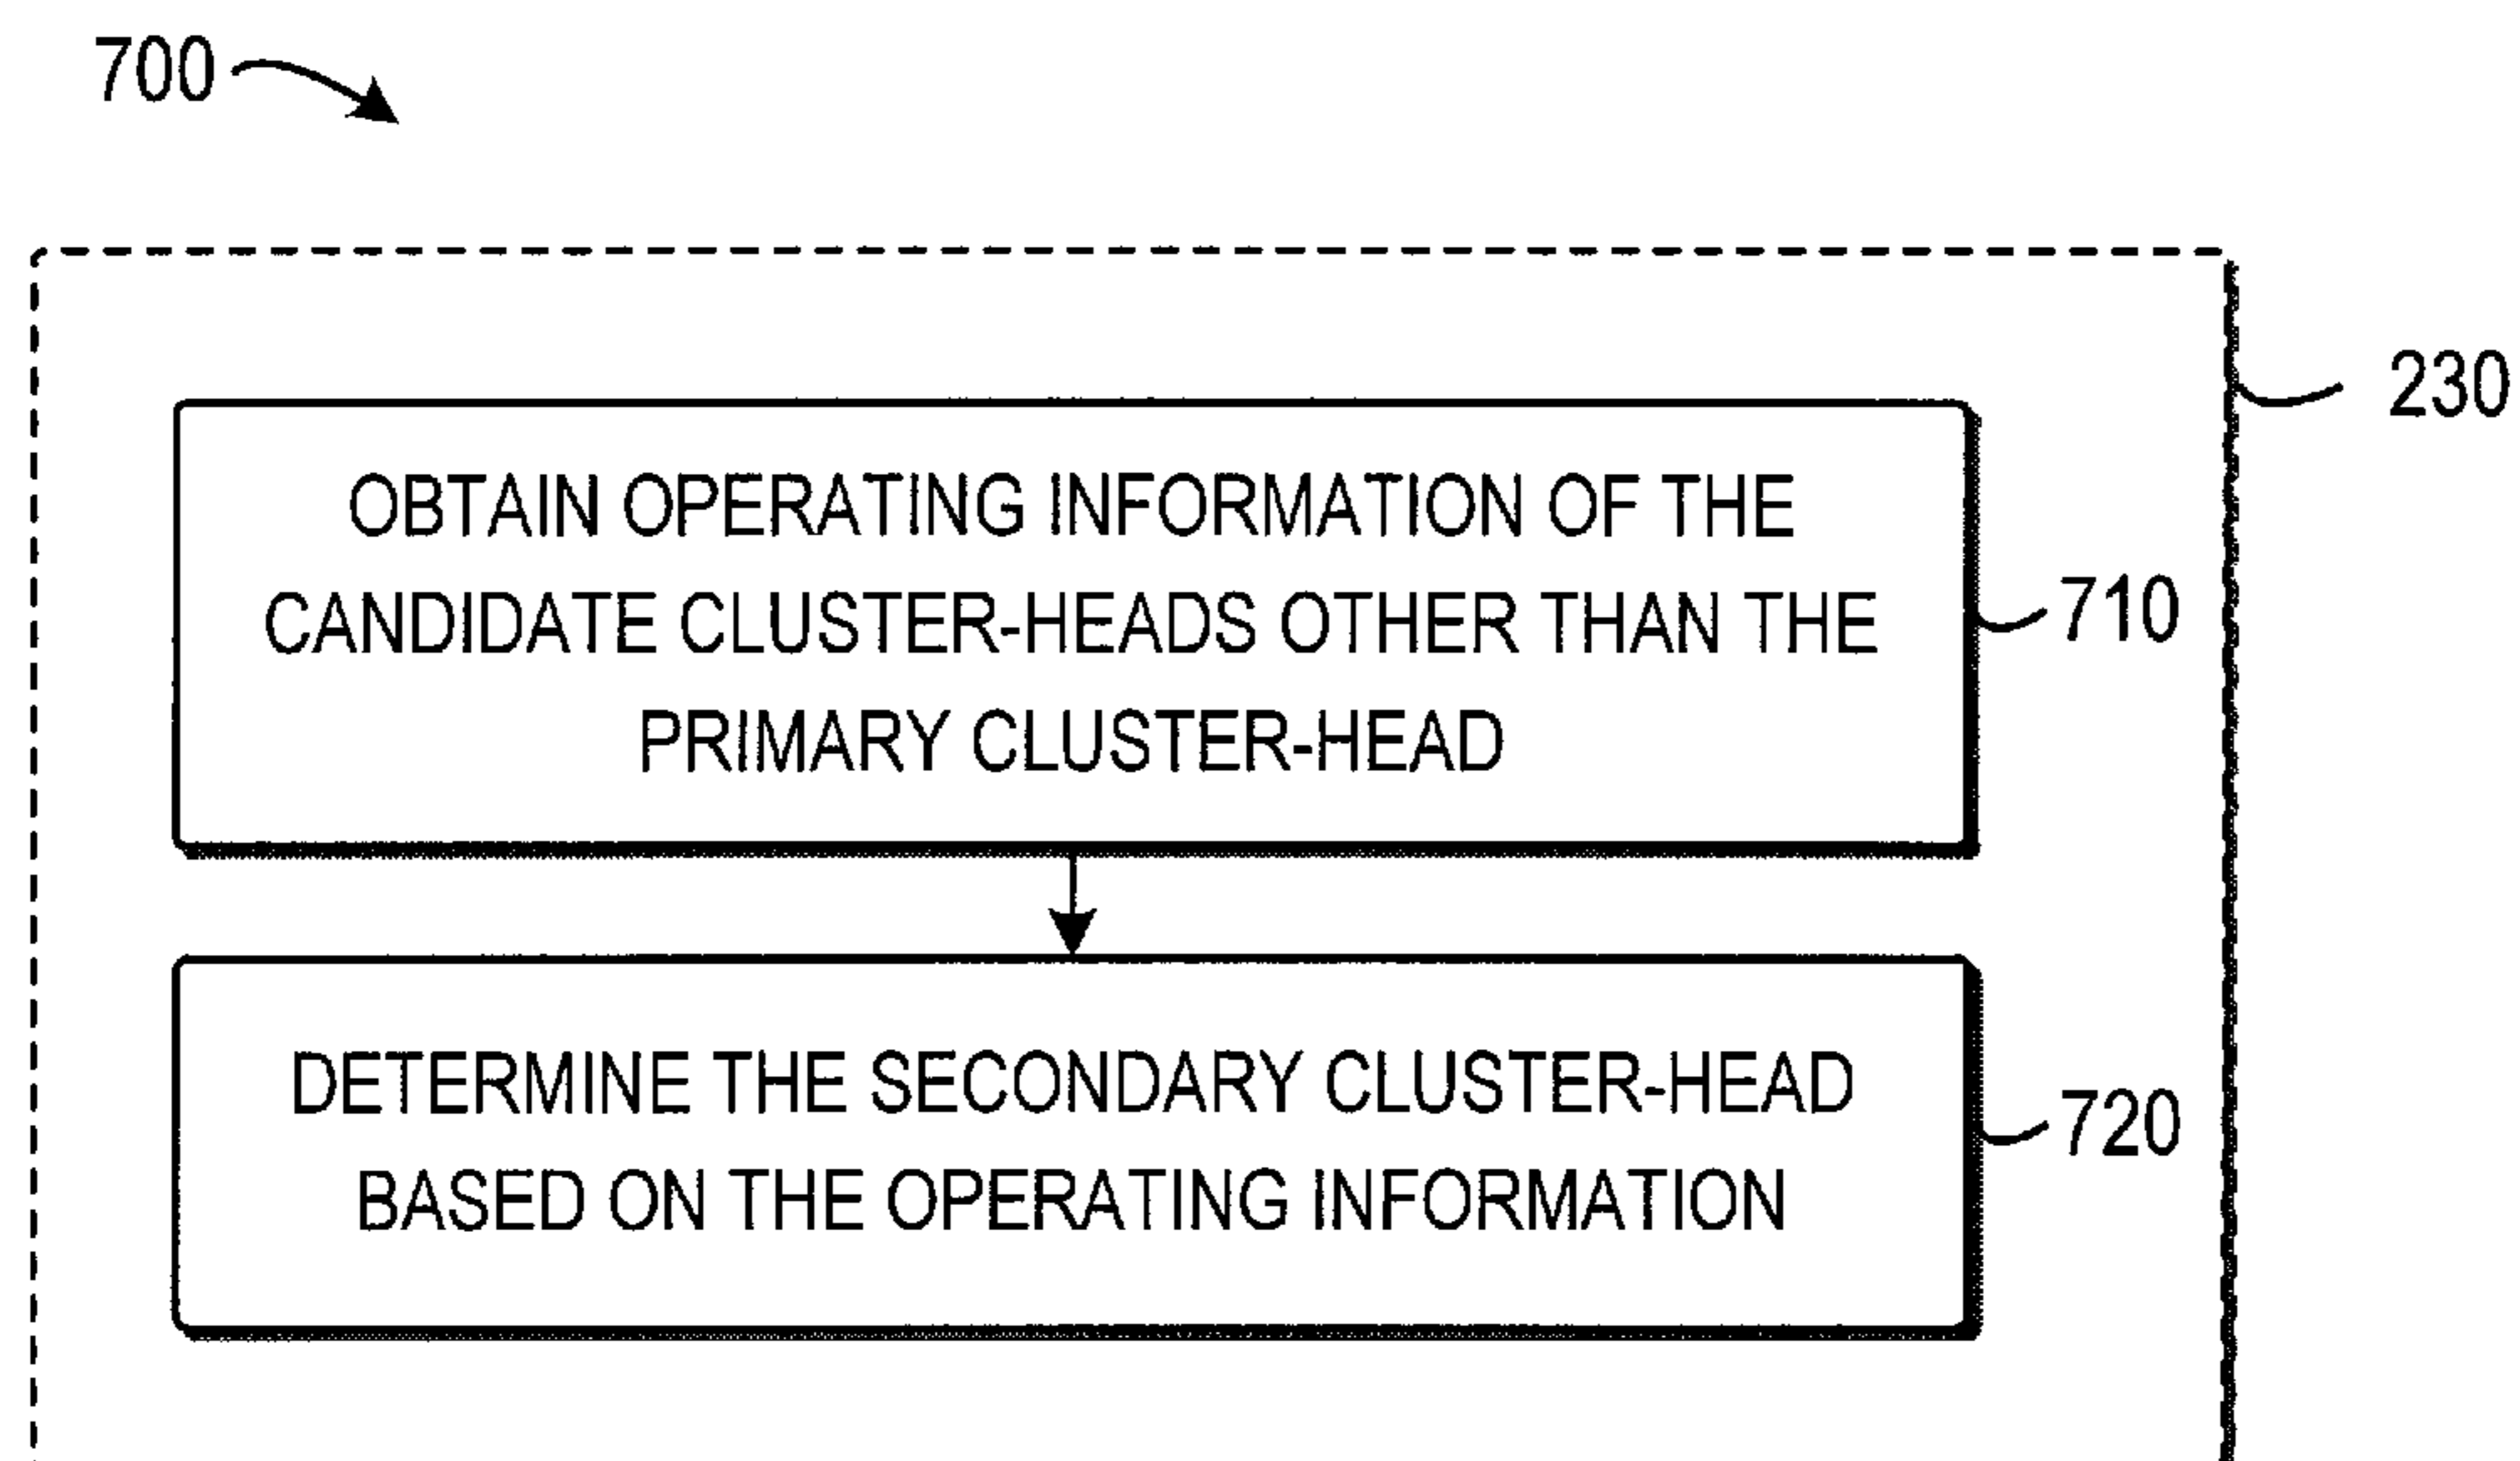 700
230
OBTAIN OPERATING INFORMATION OF THE
CANDIDATE CLUSTER-HEADS OTHER THAN THE
PRIMARY CLUSTER-HEAD
710
DETERMINE THE SECONDARY CLUSTER-HEAD
BASED ON THE OPERATING INFORMATION
720